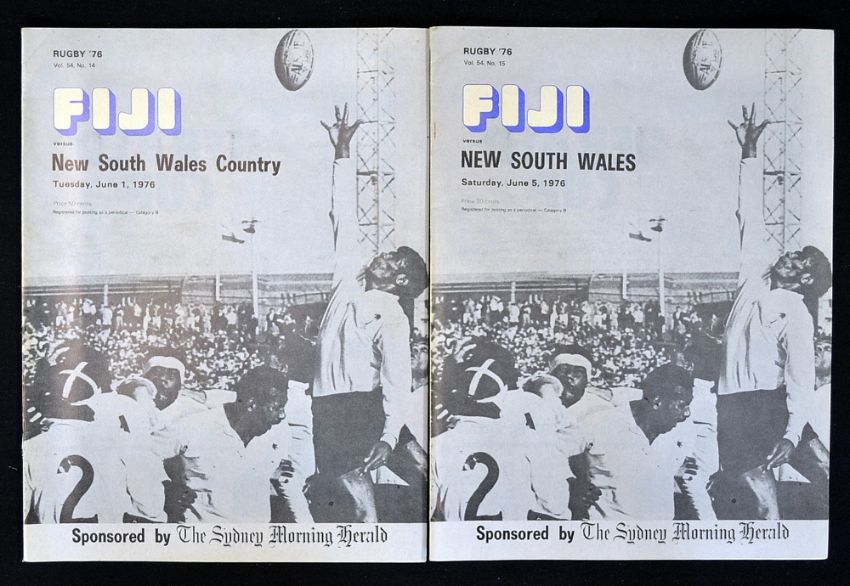 RUGBY '76
Vol. 54, No. 14
FIJI
versus
New South Wales Country
Tuesday, June 1, 1976
Price 50 cents
Registered for posting as a periodical — Category B
2
Sponsored by The Sydney Morning Herald
RUGBY '76
Vol. 54, No. 15
FIJI
versus
NEW SOUTH WALES
Saturday, June 5, 1976
Price 50 cents
Registered for posting as a periodical — Category B
2
Sponsored by The Sydney Morning Herald